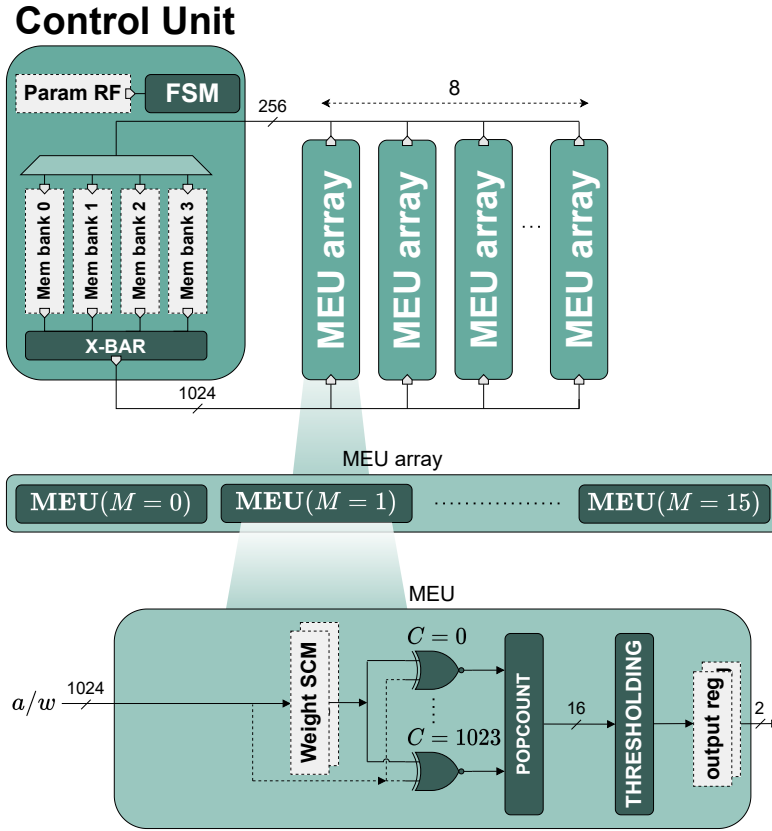 Control Unit
Param RF
FSM
256
8
Mem bank 0
Mem bank 1
Mem bank 2
Mem bank 3
X-BAR
1024
MEU array
MEU array
MEU array
...
MEU array
MEU array
MEU(M = 0)
MEU(M = 1)
..................
MEU(M = 15)
MEU
a/w
1024
Weight SCM
C = 0
C = 1023
POPCOUNT
16
THRESHOLDING
output reg
2